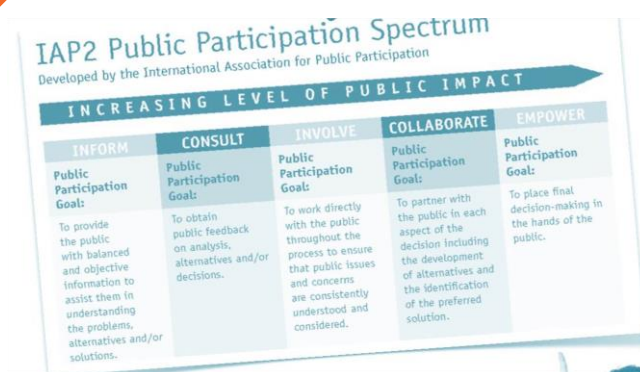 IAP2 Public Participation Spectrum
Developed by the International Association for Public Participation
INCREASING LEVEL OF PUBLIC IMPACT
INFORM
Public
Participation
Goal:
To provide
the public
with balanced
and objective
information to
assist them in
understanding
the problems,
alternatives and/or
solutions.
CONSULT
Public
Participation
Goal:
To obtain
public feedback
on analysis,
alternatives and/or
decisions.
INVOLVE
Public
Participation
Goal:
To work directly
with the public
throughout the
process to ensure
that public issues
and concerns
are consistently
understood and
considered.
COLLABORATE
Public
Participation
Goal:
To partner with
the public in each
aspect of the
decision including
the development
of alternatives and
the identification
of the preferred
solution.
EMPOWER
Public
Participation
Goal:
To place final
decision-making in
the hands of the
public.